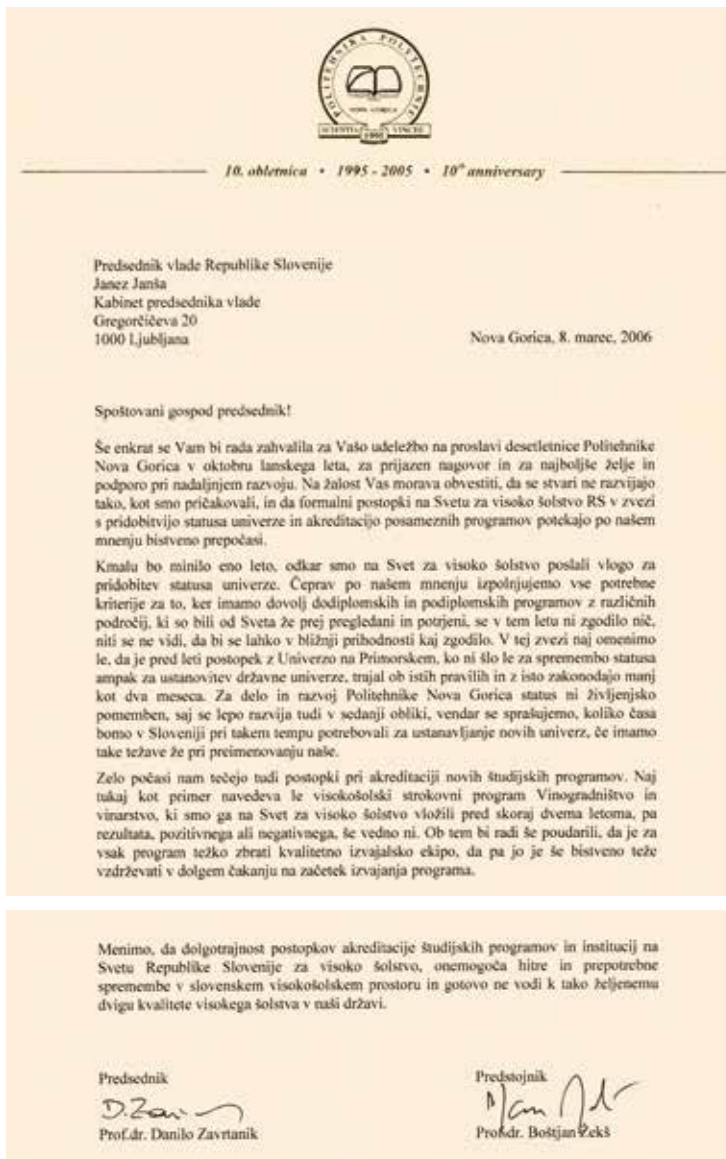 POLITEHNIKA POLYTECHNIC
NOVA GORICA
SCIENTIA VINCES
1995
10. obletnica • 1995 - 2005 • 10th anniversary
Predsednik vlade Republike Slovenije
Janez Janša
Kabinet predsednika vlade
Gregorčičeva 20
1000 Ljubljana
Nova Gorica, 8. marec, 2006
Spoštovani gospod predsednik!
Še enkrat se Vam bi rada zahvalila za Vašo udeležbo na proslavi desetletnice Politehnike
Nova Gorica v oktobru lanskega leta, za prijazen nagovor in za najboljše želje in
podporo pri nadaljnjem razvoju. Na žalost Vas morava obvestiti, da se stvari ne razvijajo
tako, kot smo pričakovali, in da formalni postopki na Svetu za visoko šolstvo RS v zvezi
s pridobitvijo statusa univerze in akreditacijo posameznih programov potekajo po našem
mnenju bistveno prepočasi.
Kmalu bo minilo eno leto, odkar smo na Svet za visoko šolstvo poslali vlogo za
pridobitev statusa univerze. Čeprav po našem mnenju izpolnjujemo vse potrebne
kriterije za to, ker imamo dovolj dodiplomskih in podiplomskih programov z različnih
področij, ki so bili od Sveta že prej pregledani in potrjeni, se v tem letu ni zgodilo nič,
niti se ne vidi, da bi se lahko v bližnji prihodnosti kaj zgodilo. V tej zvezi naj omenimo
le, da je pred leti postopek z Univerzo na Primorskem, ko ni šlo le za spremembo statusa
ampak za ustanovitev državne univerze, trajal ob istih pravilih in z isto zakonodajo manj
kot dva meseca. Za delo in razvoj Politehnike Nova Gorica status ni življenjsko
pomemben, saj se lepo razvija tudi v sedanji obliki, vendar se sprašujemo, koliko časa
bomo v Sloveniji pri takem tempu potrebovali za ustanavljanje novih univerz, če imamo
take težave že pri preimenovanju naše.
Zelo počasi nam tečejo tudi postopki pri akreditaciji novih študijskih programov. Naj
tukaj kot primer navedeva le visokošolski strokovni program Vinogradništvo in
vinarstvo, ki smo ga na Svet za visoko šolstvo vložili pred skoraj dvema letoma, pa
rezultata, pozitivnega ali negativnega, še vedno ni. Ob tem bi radi še poudarili, da je za
vsak program težko zbrati kvalitetno izvajalsko ekipo, da pa jo je še bistveno teže
vzdrževati v dolgem čakanju na začetek izvajanja programa.
Menimo, da dolgotrajnost postopkov akreditacije študijskih programov in institucij na
Svetu Republike Slovenije za visoko šolstvo, onemogoča hitre in prepotrebne
spremembe v slovenskem visokošolskem prostoru in gotovo ne vodi k tako željenemu
dvigu kvalitete visokega šolstva v naši državi.
Predsednik
D. Zav
Prof.dr. Danilo Zavrtanik
Predstojnik
Prof.dr. Boštjan Žekš